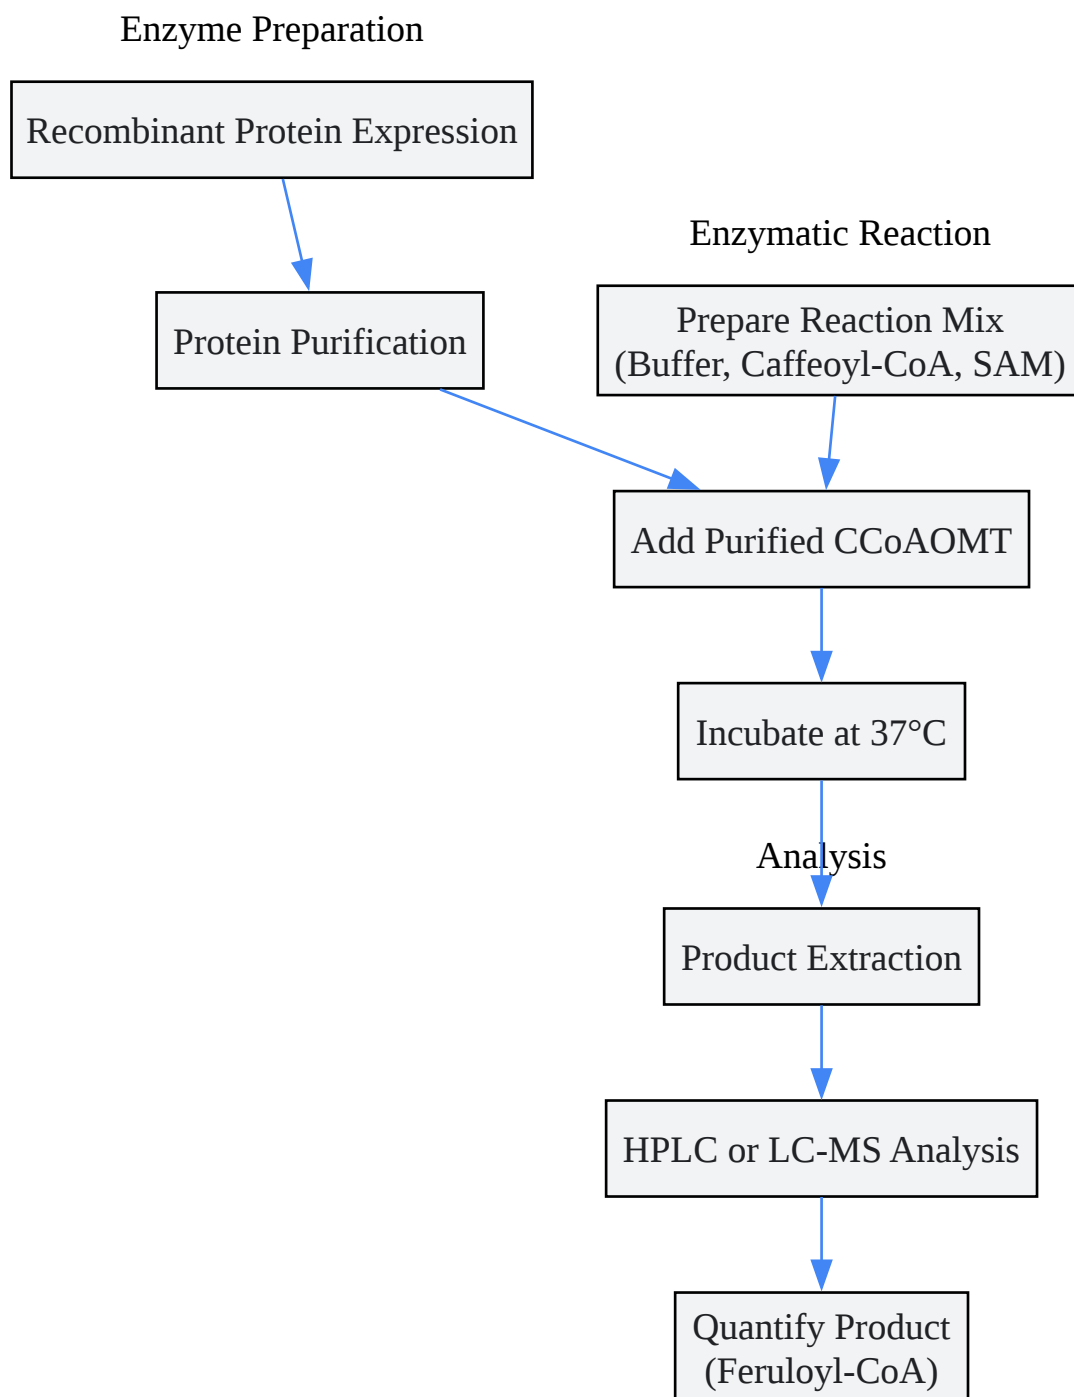 Enzyme Preparation
Recombinant Protein Expression
Protein Purification
Enzymatic Reaction
Prepare Reaction Mix
(Buffer, Caffeoyl-CoA, SAM)
Add Purified CCoAOMT
Incubate at 37°C
Analysis
Product Extraction
HPLC or LC-MS Analysis
Quantify Product
(Feruloyl-CoA)